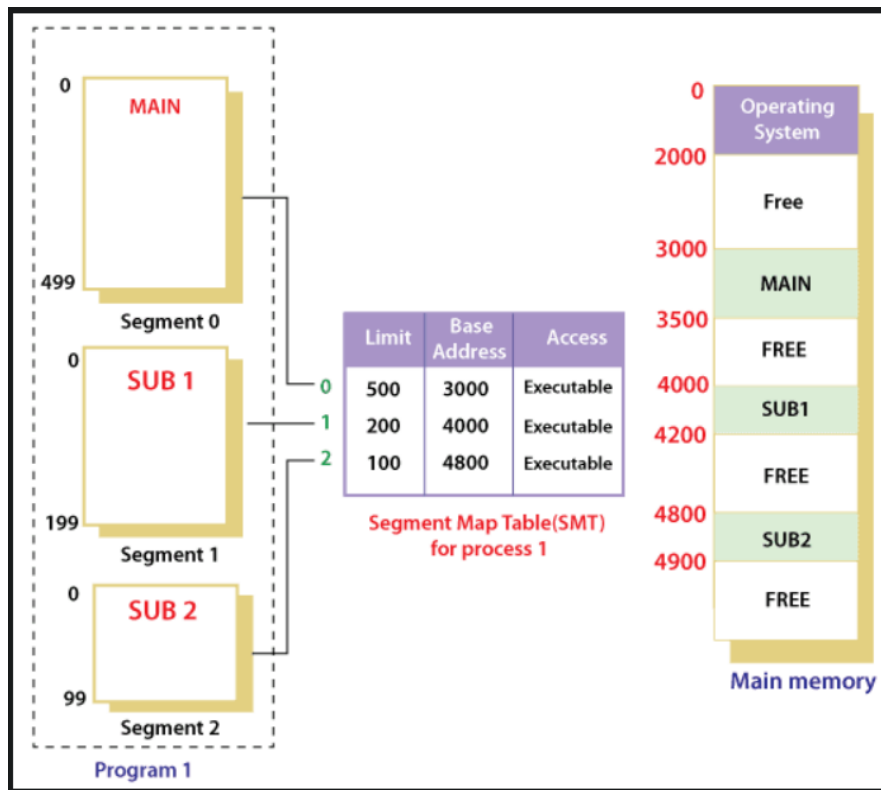 0
MAIN
499
Segment 0
0
SUB 1
199
Segment 1
0
SUB 2
99
Segment 2
Program 1
Limit Base Address Access
0 500 3000 Executable
1 200 4000 Executable
2 100 4800 Executable
Segment Map Table(SMT)
for process 1
0
Operating
System
2000
Free
3000
MAIN
3500
FREE
4000
SUB1
4200
FREE
4800
SUB2
4900
FREE
Main memory